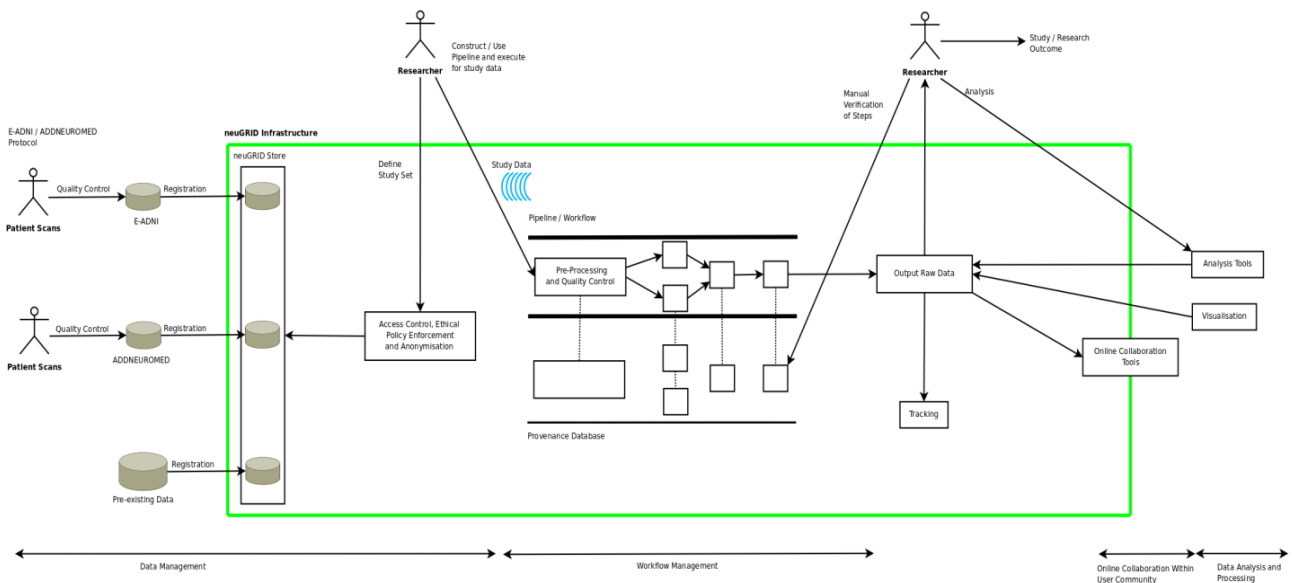 Construct / Use
Pipeline and execute
for study data
Researcher
Study / Research
Outcome
Researcher
Manual
Verification
of Steps
Analysis
E-ADNI / ADDNEUROMED
Protocol
neuGRID Infrastructure
neuGRID Store
Define
Study Set
Study Data
Quality Control
Registration
Patient Scans
E-ADNI
Pipeline / Workflow
Pre-Processing
and Quality Control
Output Raw Data
Analysis Tools
Visualisation
Quality Control
Registration
Patient Scans
ADDNEUROMED
Access Control, Ethical
Policy Enforcement
and Anonymisation
Online Collaboration
Tools
Tracking
Provenance Database
Registration
Pre-existing Data
Data Management
Workflow Management
Online Collaboration Within
User Community
Data Analysis and
Processing